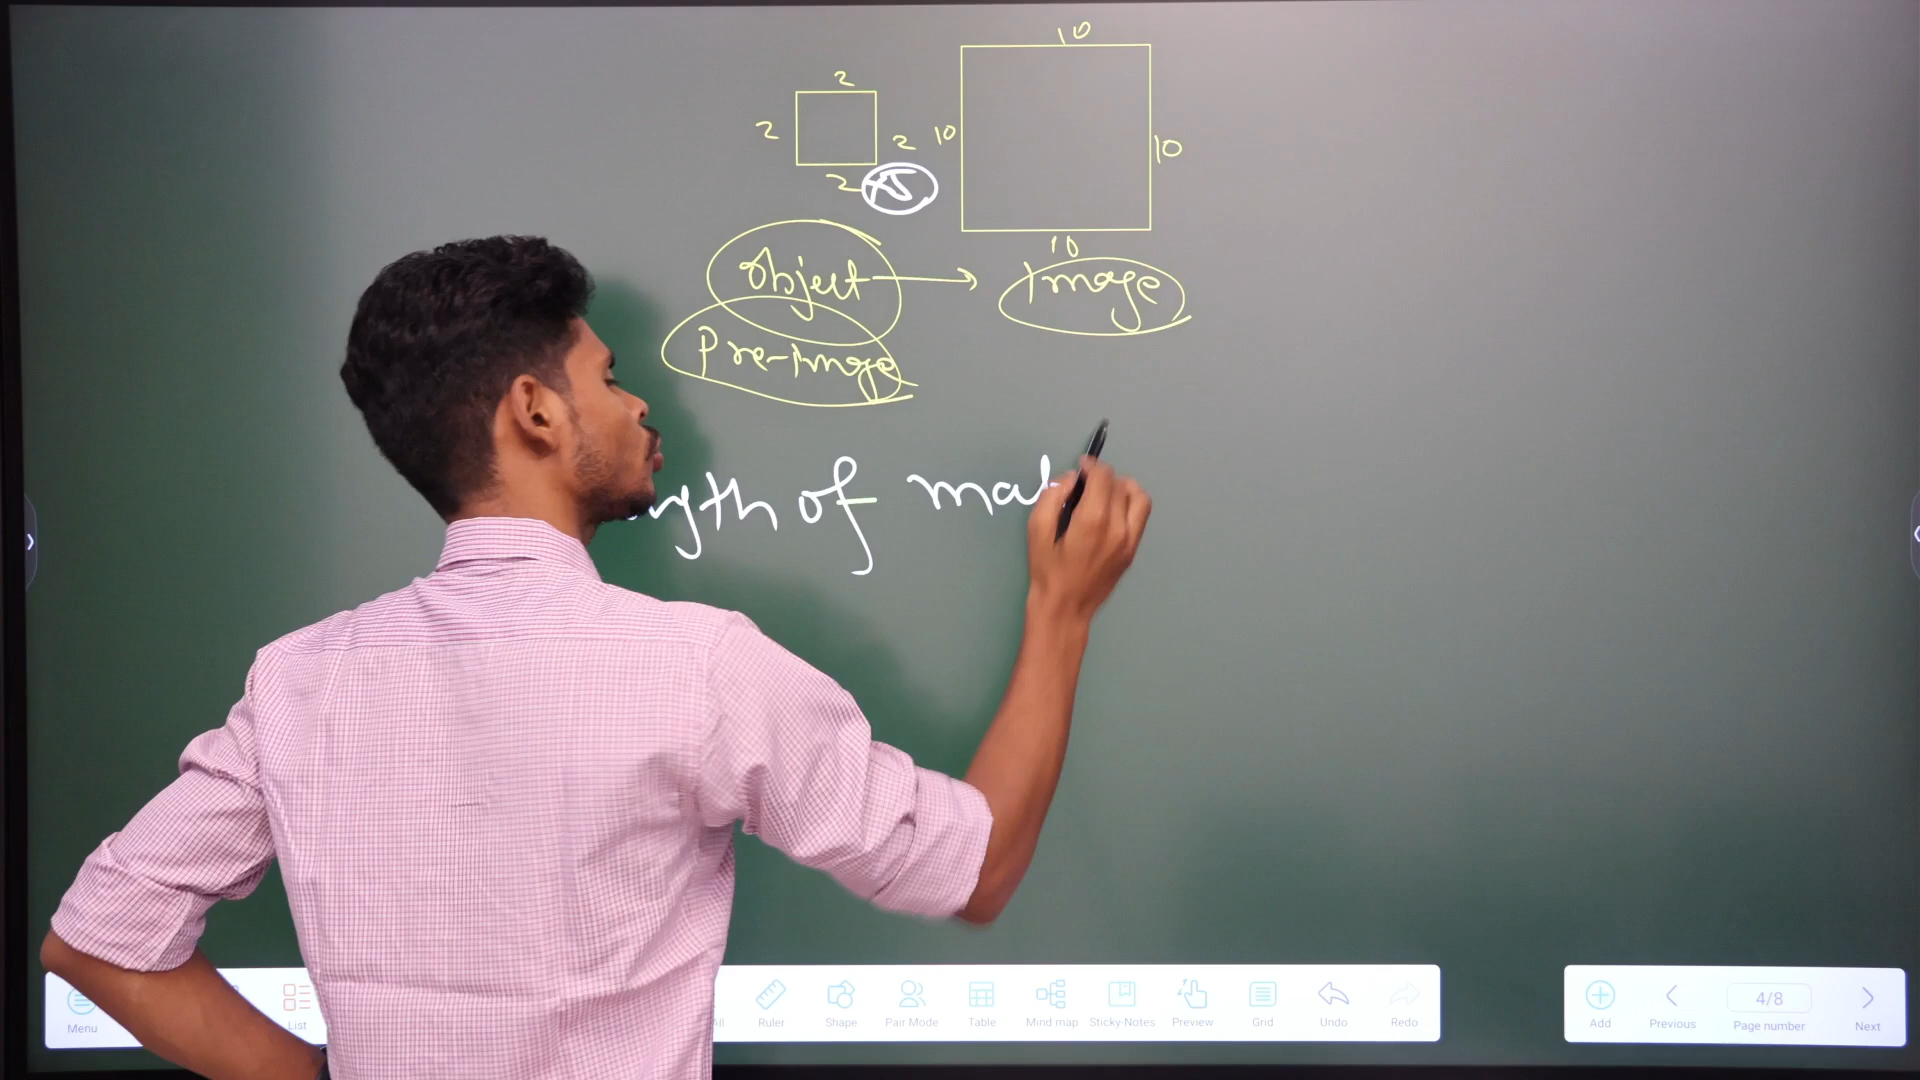 10
2
2 2 10 10
2 ×5
10
object → Image
Pre-image
of
Menu List Ruler Shape Pair Mode Table Mind map Sticky-Notes Preview Grid Undo Redo Add Previous 4/8 Page number Next